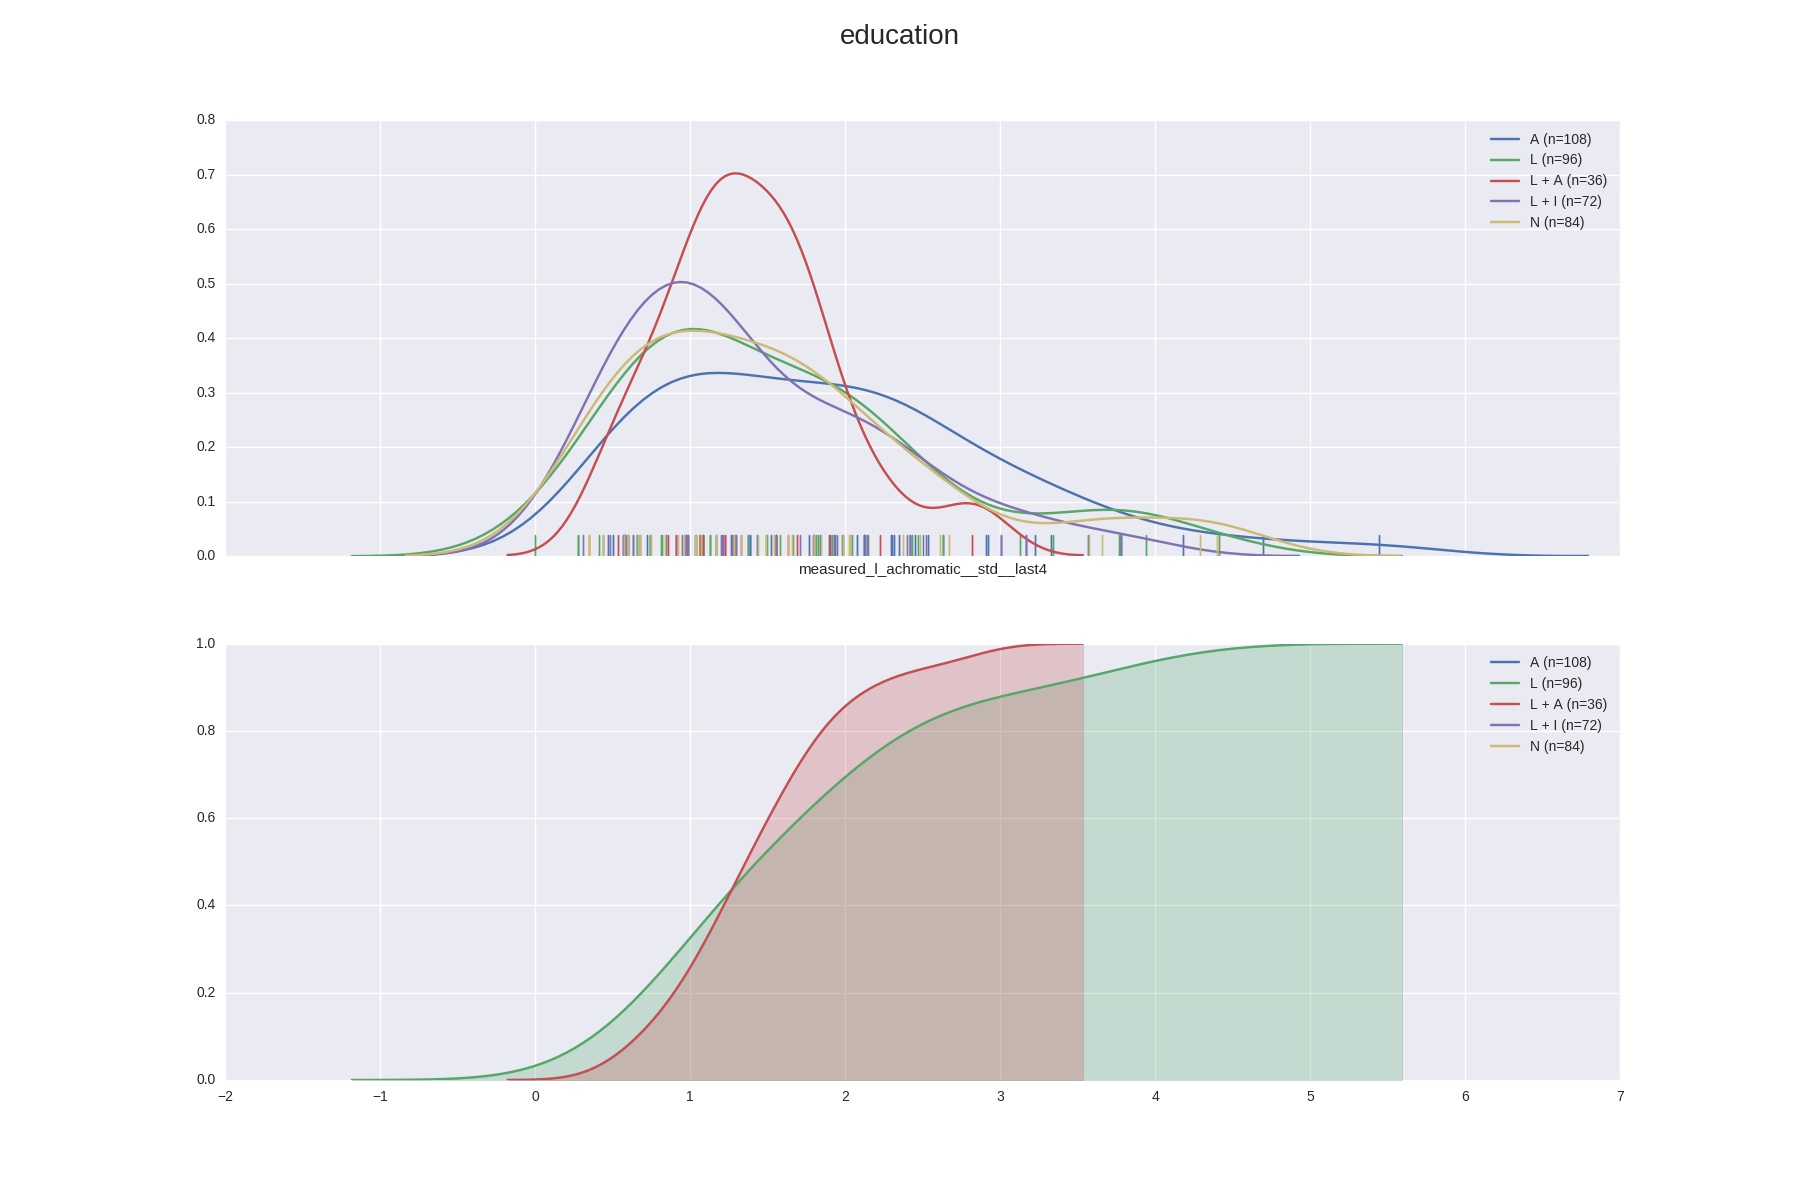 education
0.8
0.7
0.6
0.5
0.4
0.3
0.2
0.1
0.0
A (n=108)
L (n=96)
L + A (n=36)
L + I (n=72)
N (n=84)
measured_l_achromatic__std__last4
1.0
0.8
0.6
0.4
0.2
0.0
A (n=108)
L (n=96)
L + A (n=36)
L + I (n=72)
N (n=84)
−2 −1 0 1 2 3 4 5 6 7